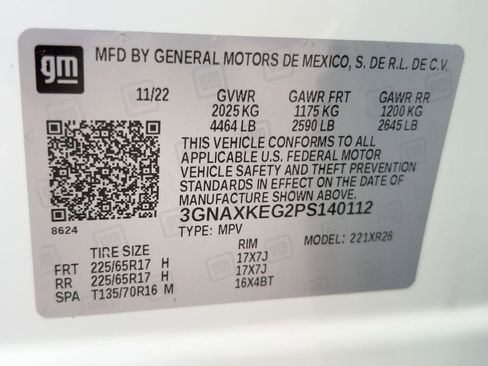 gm
MFD BY GENERAL MOTORS DE MEXICO, S. DE R.L. DE C.V.
11/22 GVWR GAWR FRT GAWR RR
2025 KG 1175 KG 1200 KG
4464 LB 2590 LB 2645 LB
THIS VEHICLE CONFORMS TO ALL
APPLICABLE U.S. FEDERAL MOTOR
VEHICLE SAFETY AND THEFT PREVENTION
STANDARDS IN EFFECT ON THE DATE OF
MANUFACTURE SHOWN ABOVE.
3GNAXKEG2PS140112
8624 TYPE: MPV MODEL: 221XR26
TIRE SIZE RIM
FRT 225/65R17 H 17X7J
RR 225/65R17 H 17X7J
SPA T135/70R16 M 16X4BT